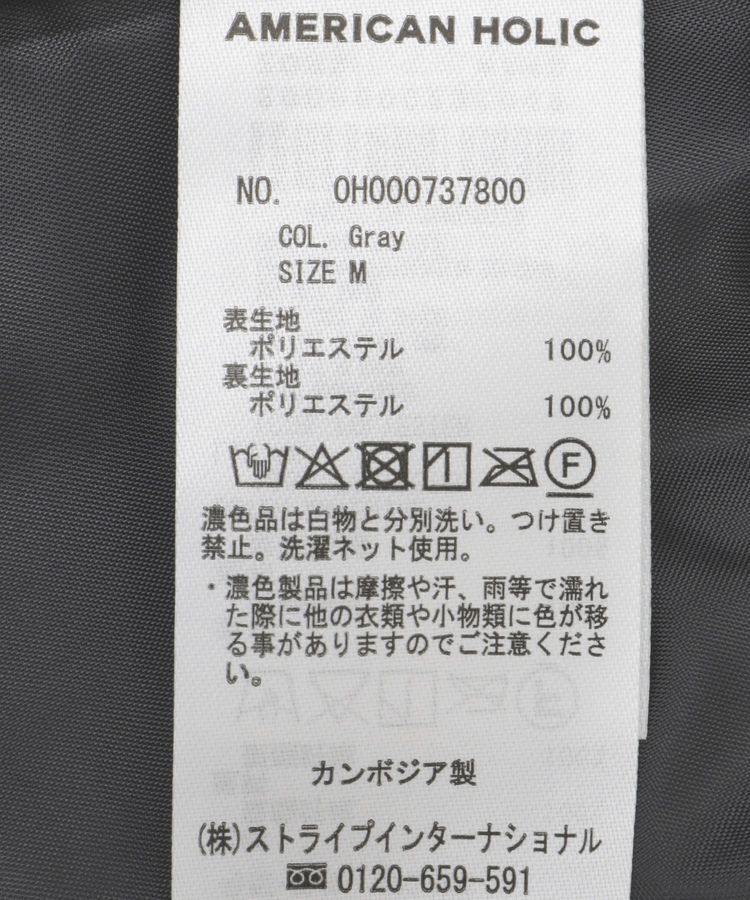 AMERICAN HOLIC
NO. 0H000737800
COL. Gray
SIZE M
表生地
ポリエステル 100%
裏生地
ポリエステル 100%
F
濃色品は白物と分別洗い。つけ置き
禁止。洗濯ネット使用。
・濃色製品は摩擦や汗、雨等で濡れ
た際に他の衣類や小物類に色が移
る事がありますのでご注意くださ
い。
カンボジア製
(株)ストライプインターナショナル
0120-659-591